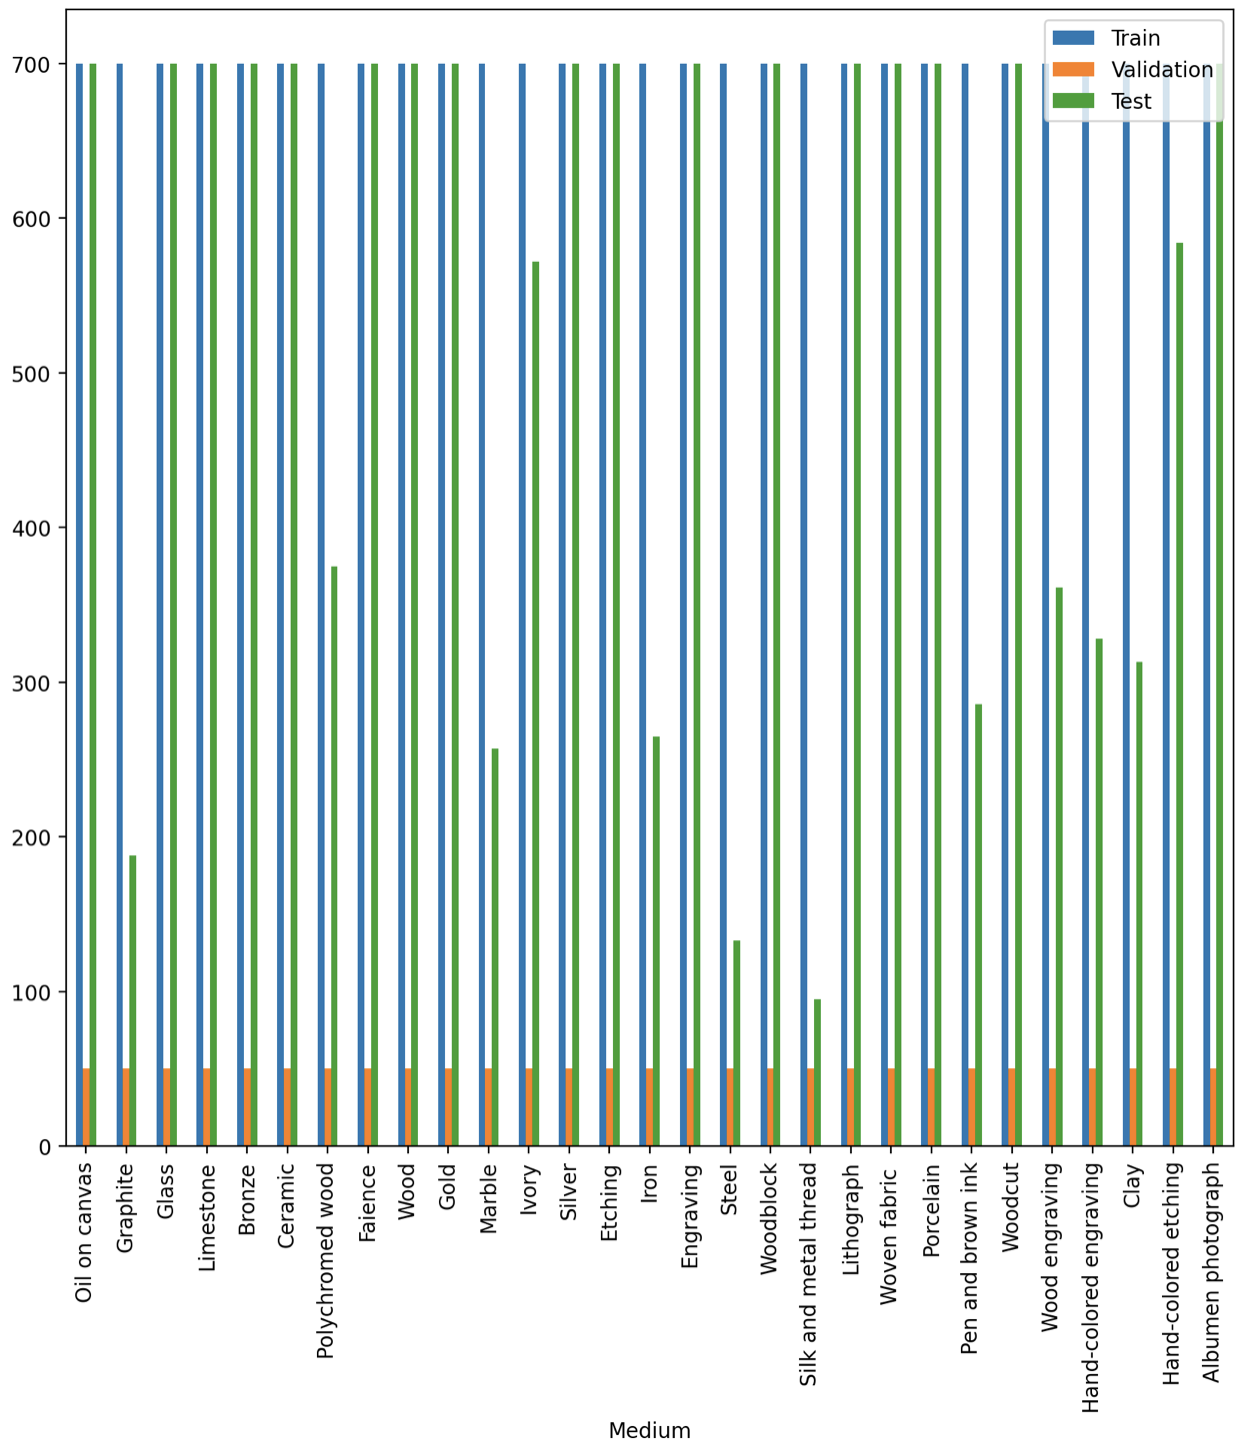 Train
Validation
Test
700
600
500
400
300
200
100
0
Oil on canvas
Graphite
Glass
Limestone
Bronze
Ceramic
Polychromed wood
Faience
Wood
Gold
Marble
Ivory
Silver
Etching
Iron
Engraving
Steel
Woodblock
Silk and metal thread
Lithograph
Woven fabric
Porcelain
Pen and brown ink
Woodcut
Wood engraving
Hand-colored engraving
Clay
Hand-colored etching
Albumen photograph
Medium